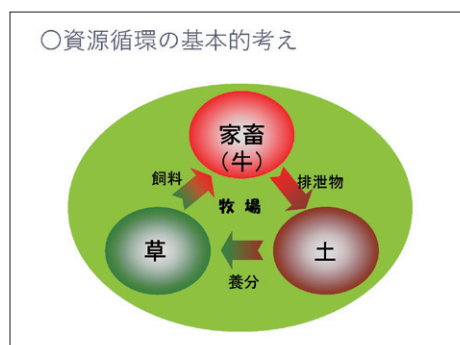 ○資源循環の基本的考え
家畜
(牛)
飼料
排泄物
牧場
草
土
養分